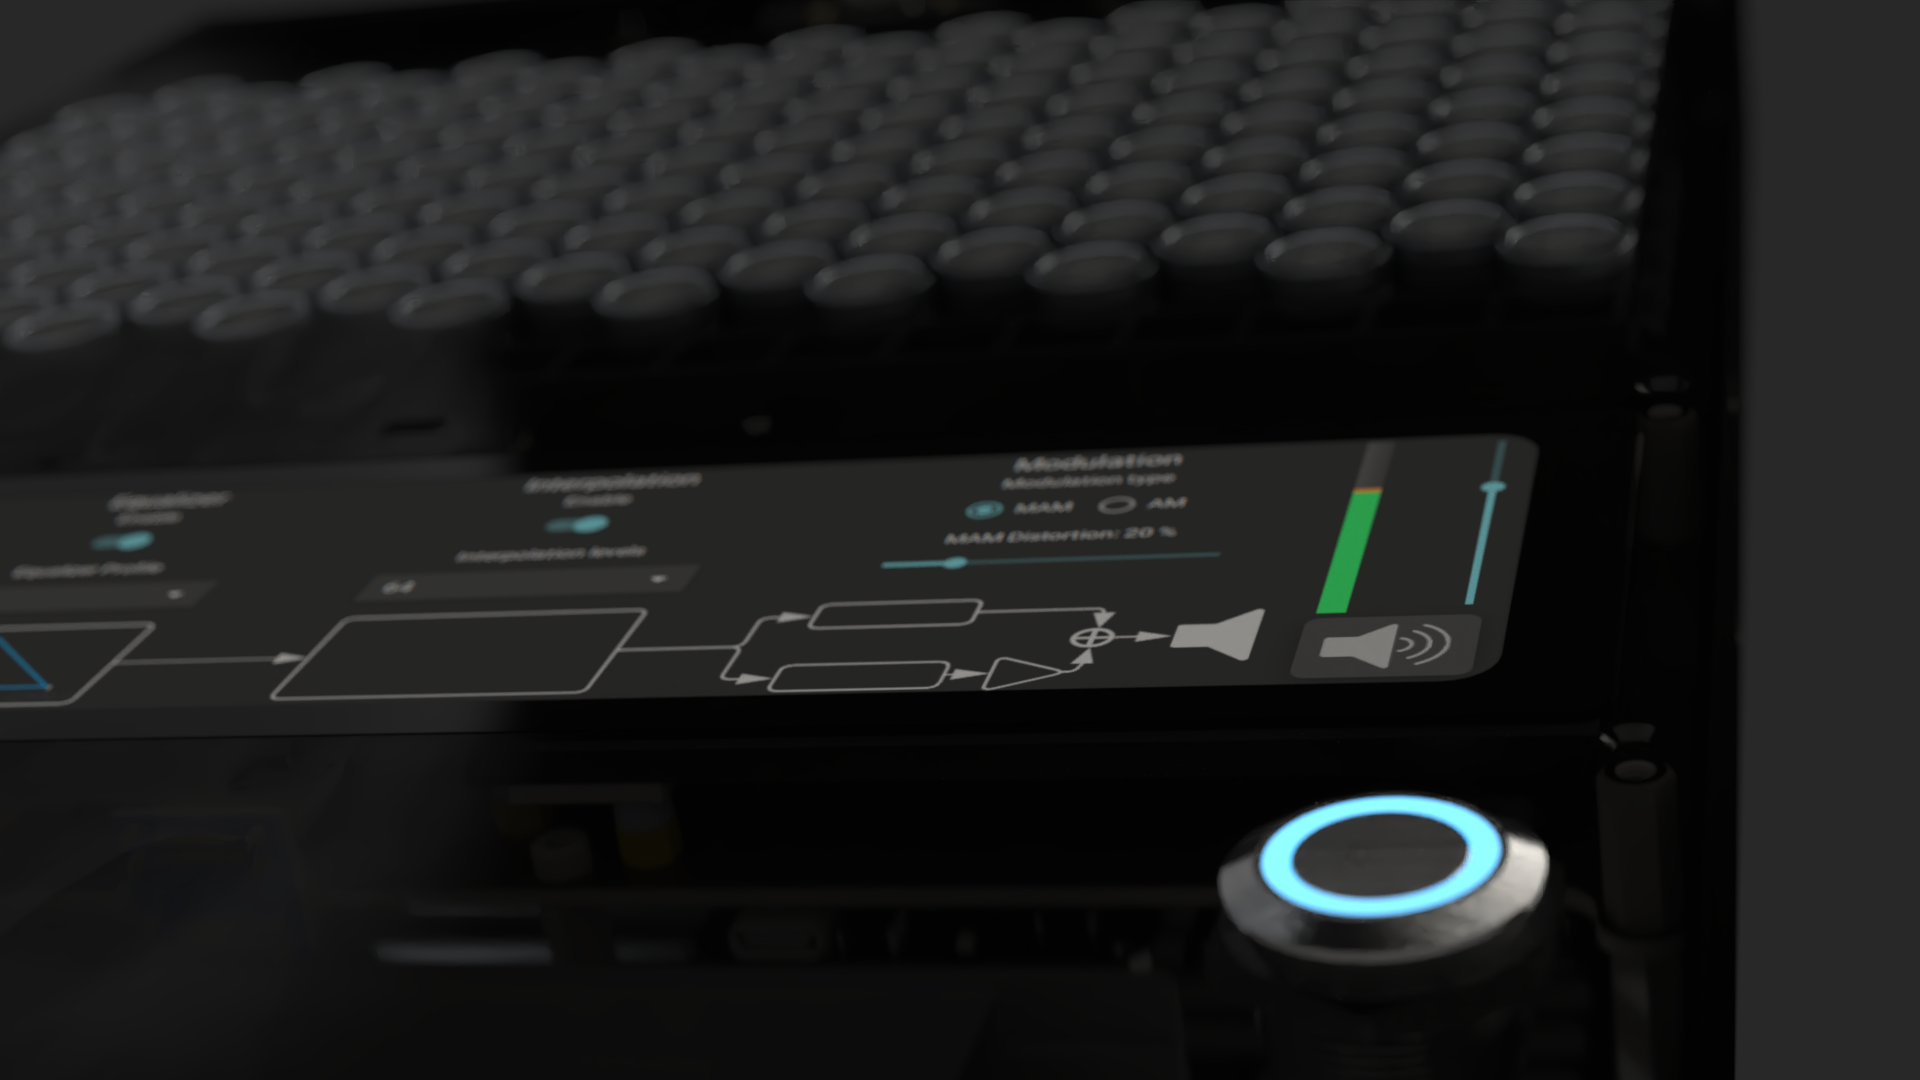 Equalizer
Enable
Equalizer Profile
Interpolation
Enable
Interpolation levels
64
Modulation
Modulation type
MAM AM
MAM Distortion: 20 %